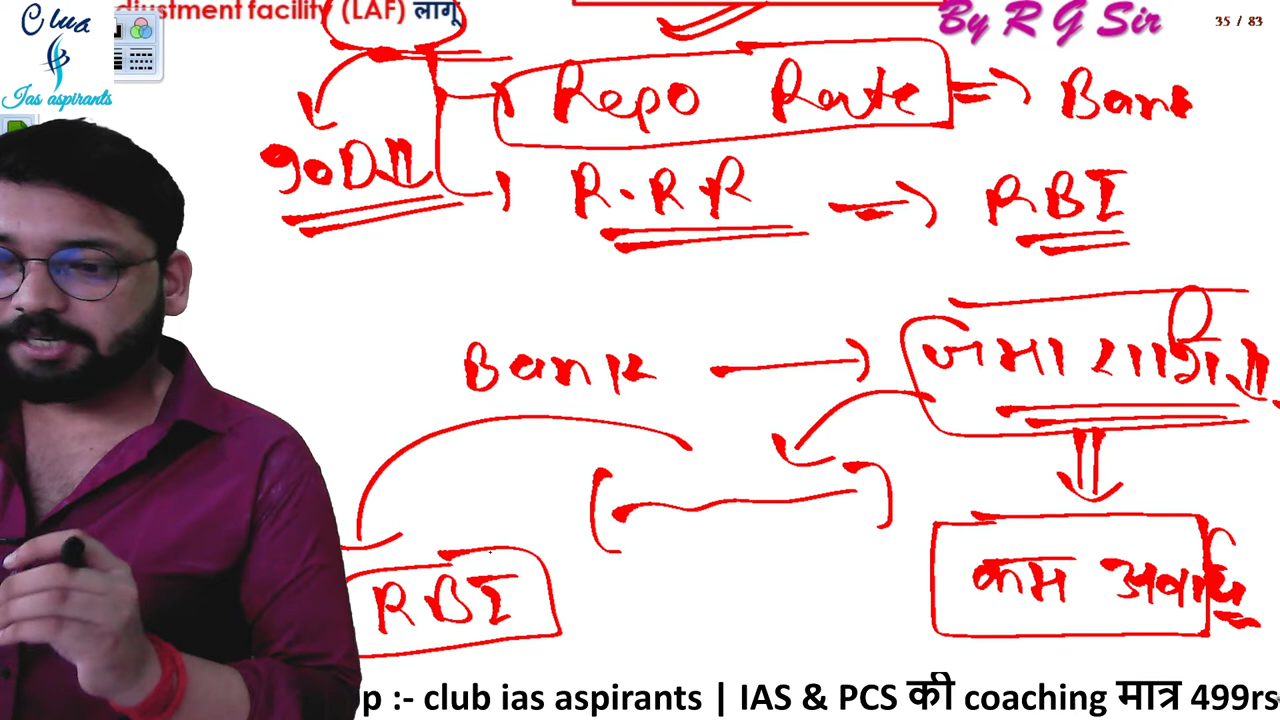 Clua
Ias aspirants
djustment facility (LAF) लागू
By R G Sir
35 / 83
Repo Rate => Bank
90D
R.R.R => RBI
Bank → जमा राशि
RBI
कम अवधि
p :- club ias aspirants | IAS & PCS की coaching मात्र 499rs